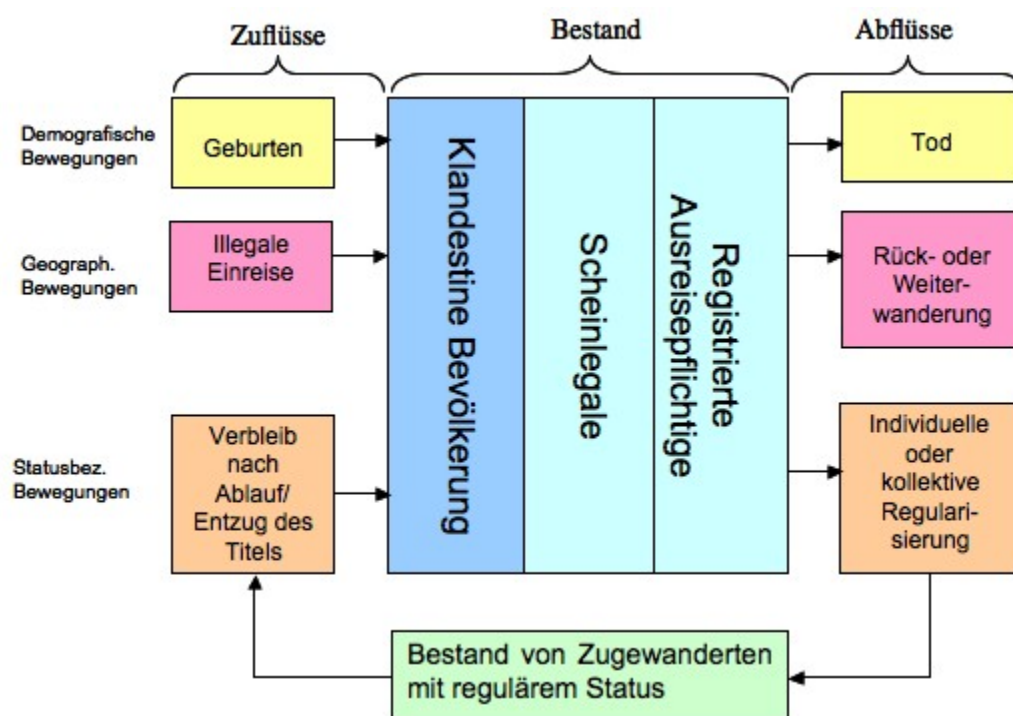 Zuflüsse
Bestand
Abflüsse
Demografische
Bewegungen
Geburten
Tod
Geograph.
Bewegungen
Illegale
Einreise
Rück- oder
Weiter-
wanderung
Statusbez.
Bewegungen
Verbleib
nach
Ablauf/
Entzug des
Titels
Klandestine Bevölkerung
Scheinlegale
Registrierte
Ausreisepflichtige
Individuelle
oder
kollektive
Regulari-
sierung
Bestand von Zugewanderten
mit regulärem Status